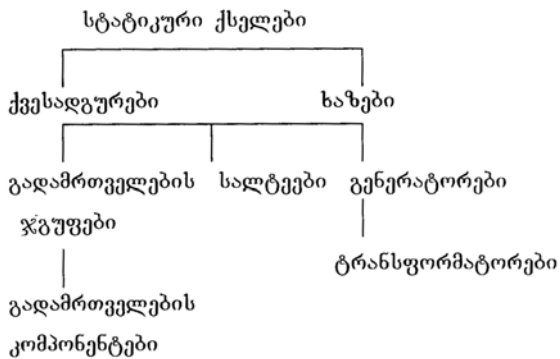 სტატიკური ქსელები
ქვესადგურები ხაზები
გადამრთველების სალტეები გენერატორები
ჯგუფები
ტრანსფორმატორები
გადამრთველების
კომპონენტები